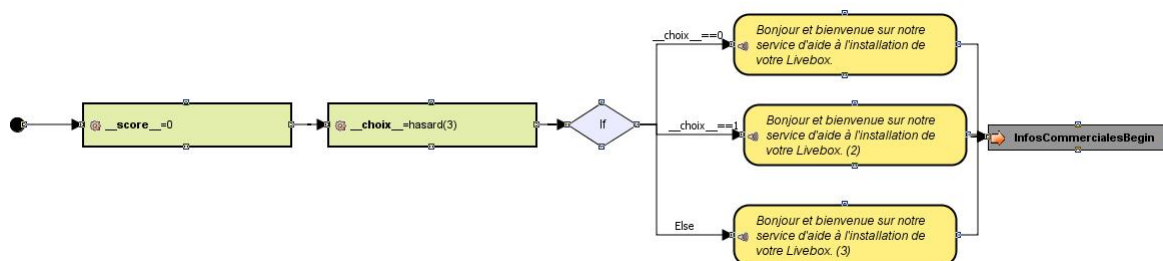 __score__=0
__choix__=hasard(3)
If
__choix__==0
Bonjour et bienvenue sur notre
service d'aide à l'installation de
votre Livebox.
__choix__==1
Bonjour et bienvenue sur notre
service d'aide à l'installation de
votre Livebox. (2)
Else
Bonjour et bienvenue sur notre
service d'aide à l'installation de
votre Livebox. (3)
InfosCommercialesBegin